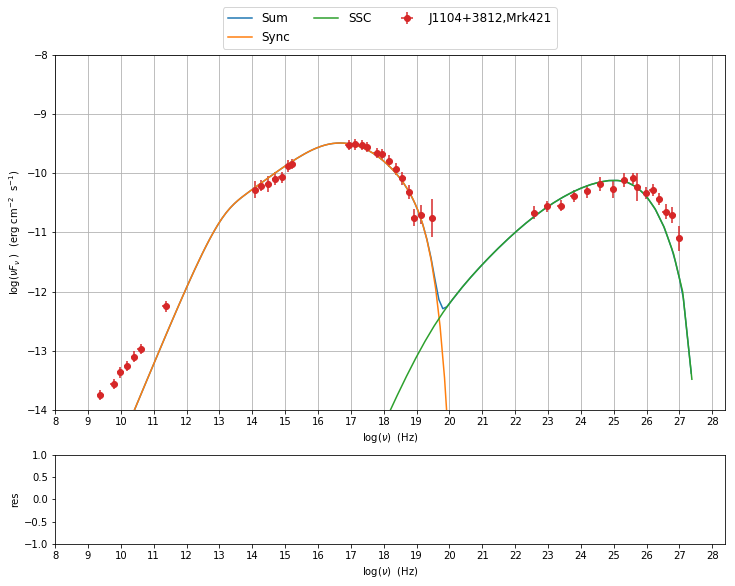 Sum SSC J1104+3812,Mrk421
Sync
−8
−9
−10
−11
−12
−13
−14
log(νFν ) (erg cm−2 s−1)
8 9 10 11 12 13 14 15 16 17 18 19 20 21 22 23 24 25 26 27 28
log(ν) (Hz)
1.0
0.5
0.0
−0.5
−1.0
res
8 9 10 11 12 13 14 15 16 17 18 19 20 21 22 23 24 25 26 27 28
log(ν) (Hz)